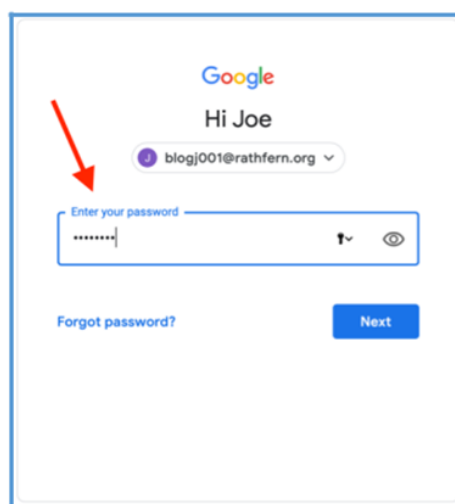 Google
Hi Joe
J blogj001@rathfern.org
Enter your password
••••••••
Forgot password?
Next